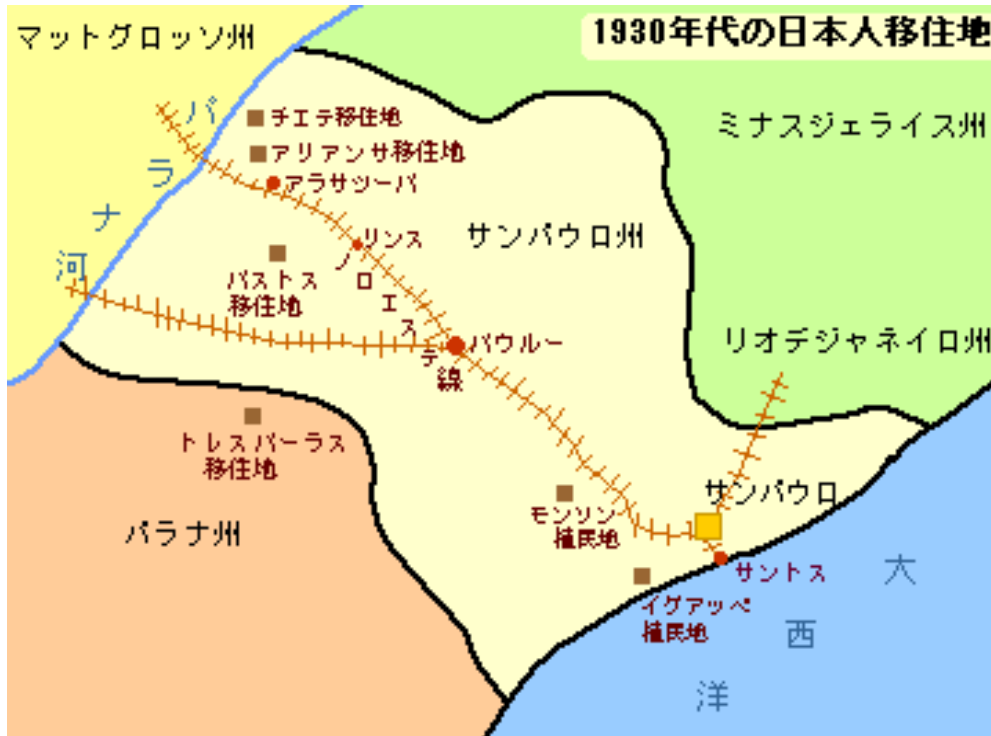 1930年代の日本人移住地
マットグロッソ州
パラナ河
チエテ移住地
アリアンサ移住地
アラサツーバ
ミナスジェライス州
リンス
サンパウロ州
バストス
移住地
ノロエステ線
バウルー
リオデジャネイロ州
トレスバーラス
移住地
パラナ州
サンパウロ
モンソン
植民地
サントス
イグアッペ
植民地
大西洋